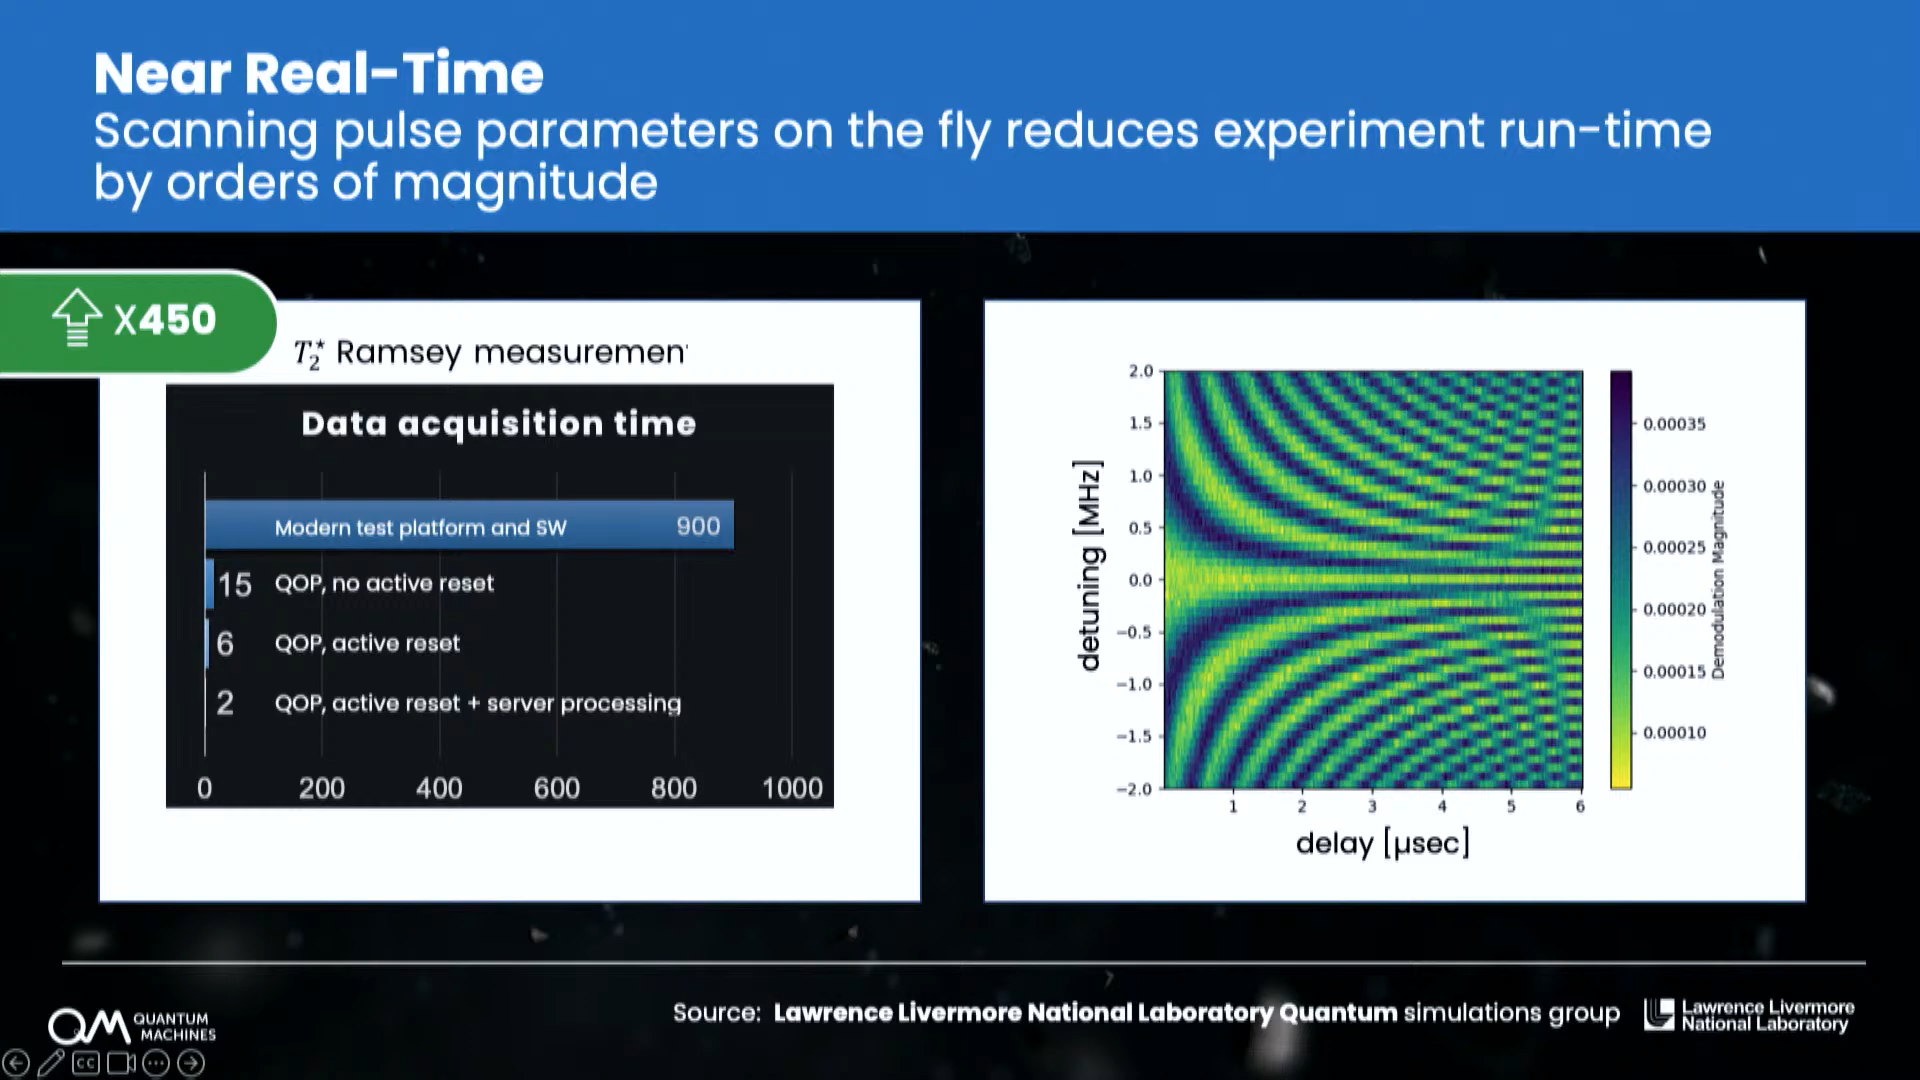 Near Real-Time
Scanning pulse parameters on the fly reduces experiment run-time
by orders of magnitude
X450
T₂* Ramsey measuremen
Data acquisition time
Modern test platform and SW 900
15 QOP, no active reset
6 QOP, active reset
2 QOP, active reset + server processing
0 200 400 600 800 1000
2.0
1.5
1.0
0.5
0.0
−0.5
−1.0
−1.5
−2.0
detuning [MHz]
1 2 3 4 5 6
delay [µsec]
0.00035
0.00030
0.00025
0.00020
0.00015
0.00010
Demodulation Magnitude
QM QUANTUM
MACHINES
Source: Lawrence Livermore National Laboratory Quantum simulations group
Lawrence Livermore
National Laboratory
CC